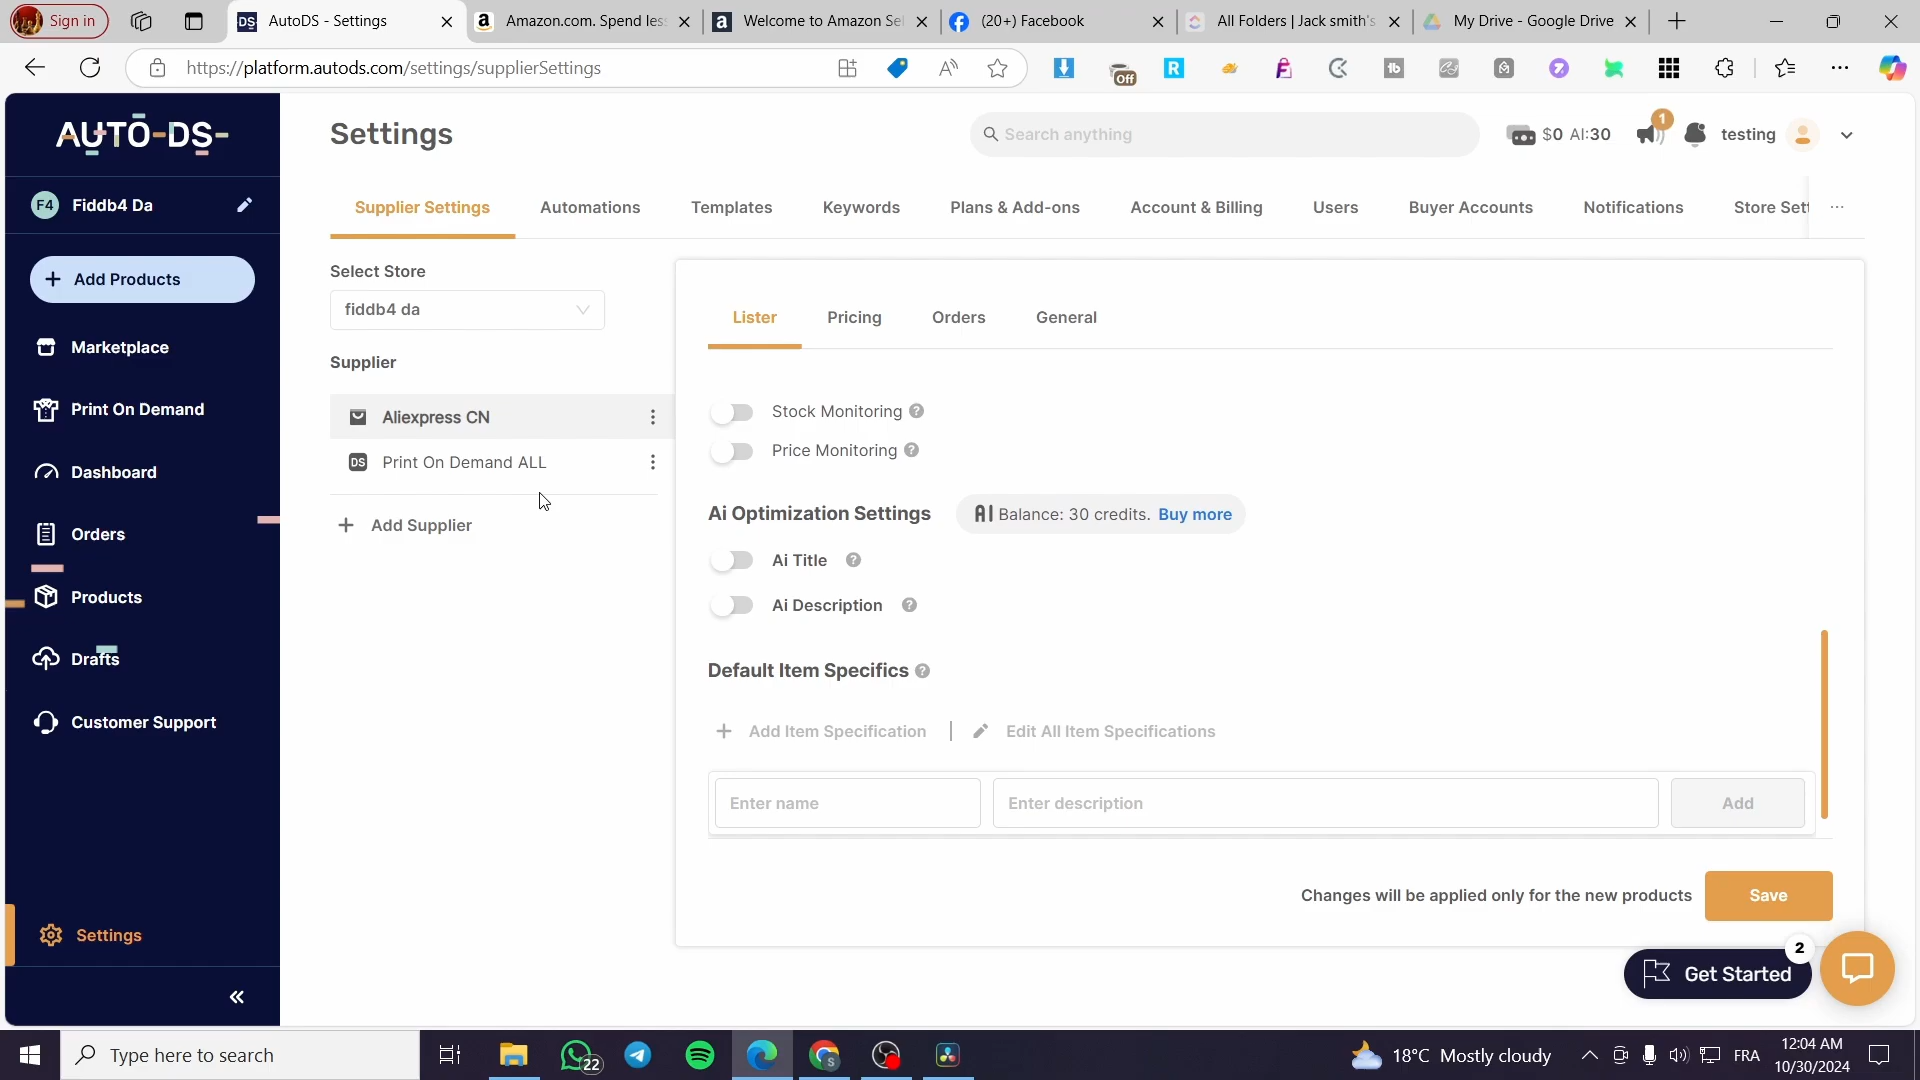 Sign in
AutoDS - Settings
Amazon.com. Spend les
Welcome to Amazon Sel
(20+) Facebook
All Folders | Jack smith's
My Drive - Google Drive
https://platform.autods.com/settings/supplierSettings
Off
AUTO-DS-
Settings
Search anything
$0 AI:30
1
testing
F4 Fiddb4 Da
Supplier Settings
Automations
Templates
Keywords
Plans & Add-ons
Account & Billing
Users
Buyer Accounts
Notifications
Store Sett
...
+ Add Products
Select Store
fiddb4 da
Lister
Pricing
Orders
General
Marketplace
Supplier
Print On Demand
Aliexpress CN
Stock Monitoring ?
DS Print On Demand ALL
Price Monitoring ?
Dashboard
Ai Optimization Settings
AI Balance: 30 credits. Buy more
Orders
+ Add Supplier
Ai Title ?
Products
Ai Description ?
Drafts
Default Item Specifics ?
Customer Support
+ Add Item Specification | Edit All Item Specifications
Enter name
Enter description
Add
Changes will be applied only for the new products
Save
Settings
2
Get Started
Type here to search
22
18°C Mostly cloudy
FRA
12:04 AM
10/30/2024